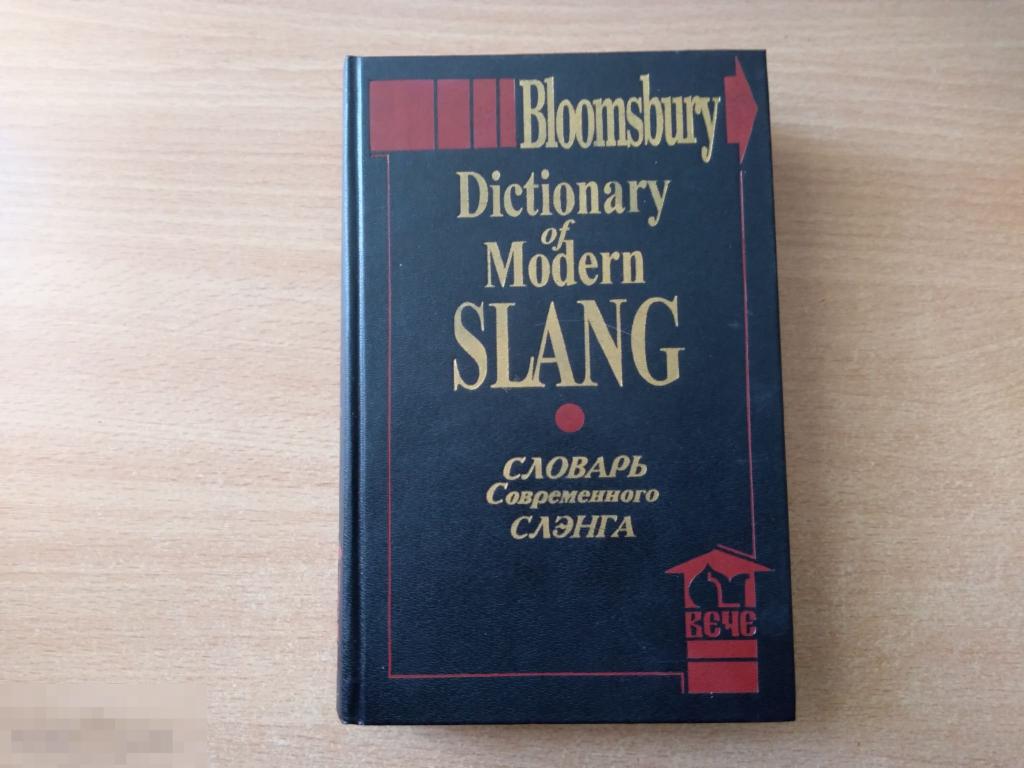 Bloomsbury
Dictionary
of
Modern
SLANG
СЛОВАРЬ
Современного
СЛЭНГА
ВЕЧЕ